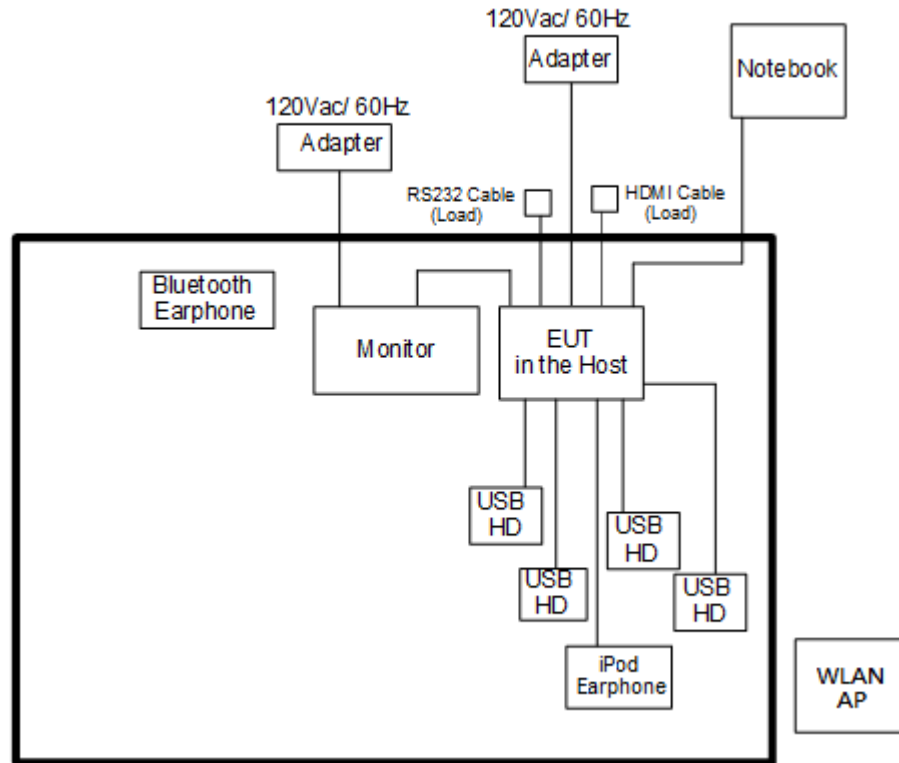 120Vac/ 60Hz
Adapter
Notebook
120Vac/ 60Hz
Adapter
RS232 Cable
(Load)
HDMI Cable
(Load)
Bluetooth
Earphone
Monitor
EUT
in the Host
USB
HD
USB
HD
USB
HD
USB
HD
iPod
Earphone
WLAN
AP